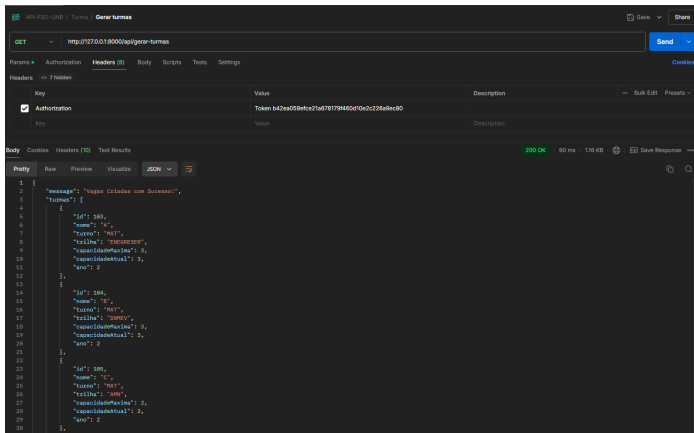 API-FSD-UNB / Turma / Gerar turmas
Save
Share
GET
http://127.0.0.1:8000/api/gerar-turmas
Send
Params
Authorization
Headers (8)
Body
Scripts
Tests
Settings
Cookies
Headers
7 hidden
Key
Value
Description
Bulk Edit
Presets
Authorization
Token b42ea059efce21a678179f460d10e2c226a9ec80
Key
Value
Description
Body
Cookies
Headers (10)
Test Results
200 OK
90 ms
1.16 KB
Save Response
Pretty
Raw
Preview
Visualize
JSON
1 {
2 "message": "Vagas Criadas com Sucesso!",
3 "turmas": [
4 {
5 "id": 103,
6 "nome": "A",
7 "turno": "MAT",
8 "trilha": "ENEGRESER",
9 "capacidadeMaxima": 3,
10 "capacidadeAtual": 3,
11 "ano": 2
12 },
13 {
14 "id": 104,
15 "nome": "B",
16 "turno": "MAT",
17 "trilha": "DNMEV",
18 "capacidadeMaxima": 3,
19 "capacidadeAtual": 3,
20 "ano": 2
21 },
22 {
23 "id": 105,
24 "nome": "C",
25 "turno": "MAT",
26 "trilha": "AMN",
27 "capacidadeMaxima": 2,
28 "capacidadeAtual": 2,
29 "ano": 2
30 },